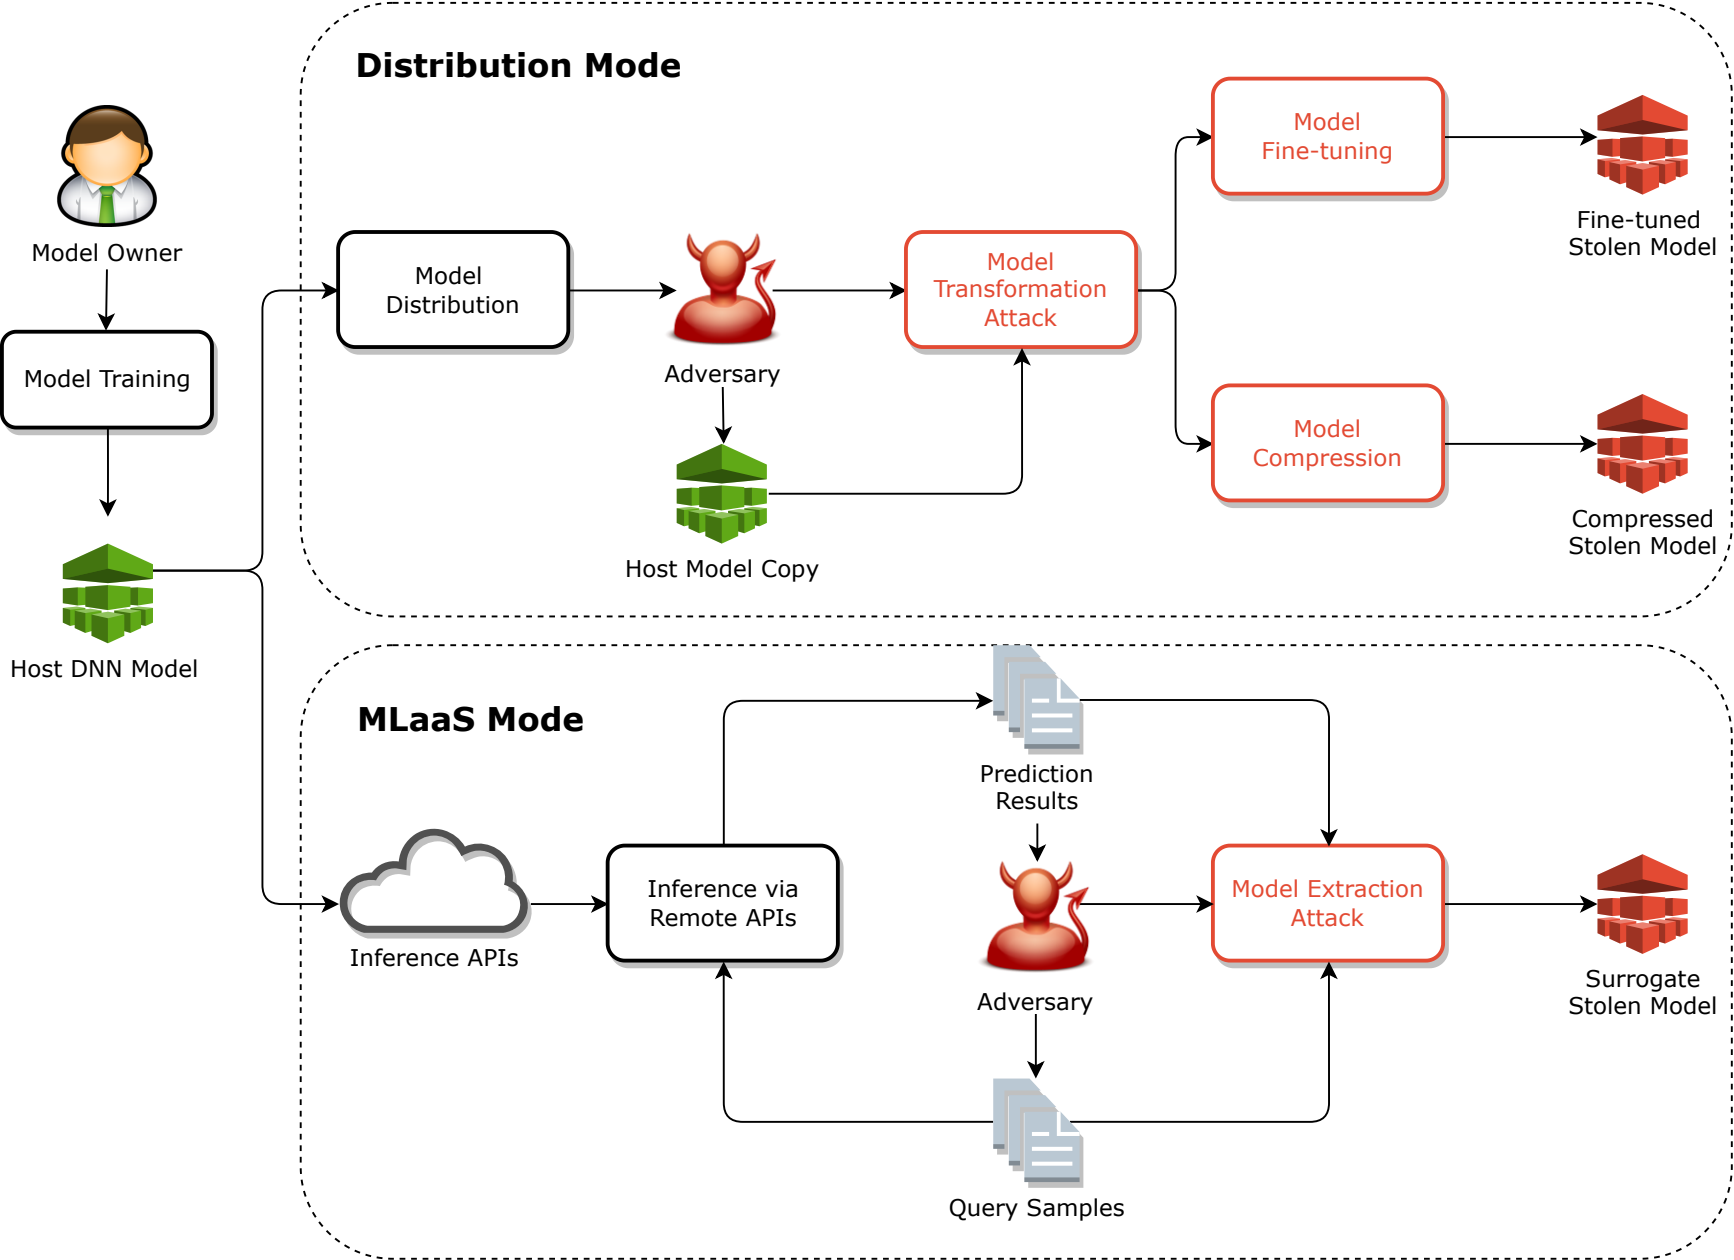 Distribution Mode
Model Owner
Model Training
Host DNN Model
Model
Distribution
Adversary
Host Model Copy
Model
Transformation
Attack
Model
Fine-tuning
Fine-tuned
Stolen Model
Model
Compression
Compressed
Stolen Model
MLaaS Mode
Inference APIs
Inference via
Remote APIs
Prediction
Results
Adversary
Query Samples
Model Extraction
Attack
Surrogate
Stolen Model